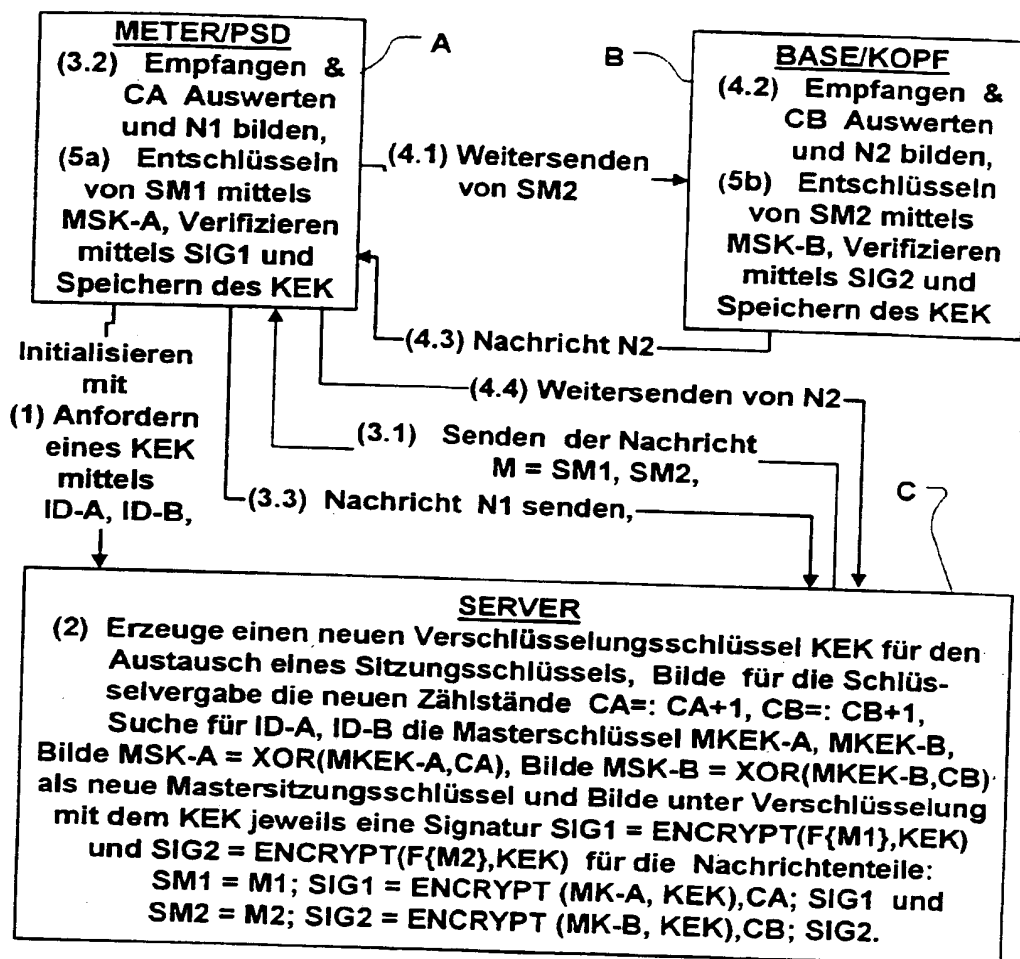 METER/PSD
(3.2) Empfangen &
CA Auswerten
und N1 bilden,
(5a) Entschlüsseln
von SM1 mittels
MSK-A, Verifizieren
mittels SIG1 und
Speichern des KEK
A
B
BASE/KOPF
(4.2) Empfangen &
CB Auswerten
und N2 bilden,
(5b) Entschlüsseln
von SM2 mittels
MSK-B, Verifizieren
mittels SIG2 und
Speichern des KEK
(4.1) Weitersenden
von SM2
(4.3) Nachricht N2
(4.4) Weitersenden von N2
Initialisieren
mit
(1) Anfordern
eines KEK
mittels
ID-A, ID-B,
(3.1) Senden der Nachricht
M = SM1, SM2,
(3.3) Nachricht N1 senden,
C
SERVER
(2) Erzeuge einen neuen Verschlüsselungsschlüssel KEK für den
Austausch eines Sitzungsschlüssels, Bilde für die Schlüs-
selvergabe die neuen Zählstände CA=: CA+1, CB=: CB+1,
Suche für ID-A, ID-B die Masterschlüssel MKEK-A, MKEK-B,
Bilde MSK-A = XOR(MKEK-A,CA), Bilde MSK-B = XOR(MKEK-B,CB)
als neue Mastersitzungsschlüssel und Bilde unter Verschlüsselung
mit dem KEK jeweils eine Signatur SIG1 = ENCRYPT(F{M1},KEK)
und SIG2 = ENCRYPT(F{M2},KEK) für die Nachrichtenteile:
SM1 = M1; SIG1 = ENCRYPT (MK-A, KEK),CA; SIG1 und
SM2 = M2; SIG2 = ENCRYPT (MK-B, KEK),CB; SIG2.